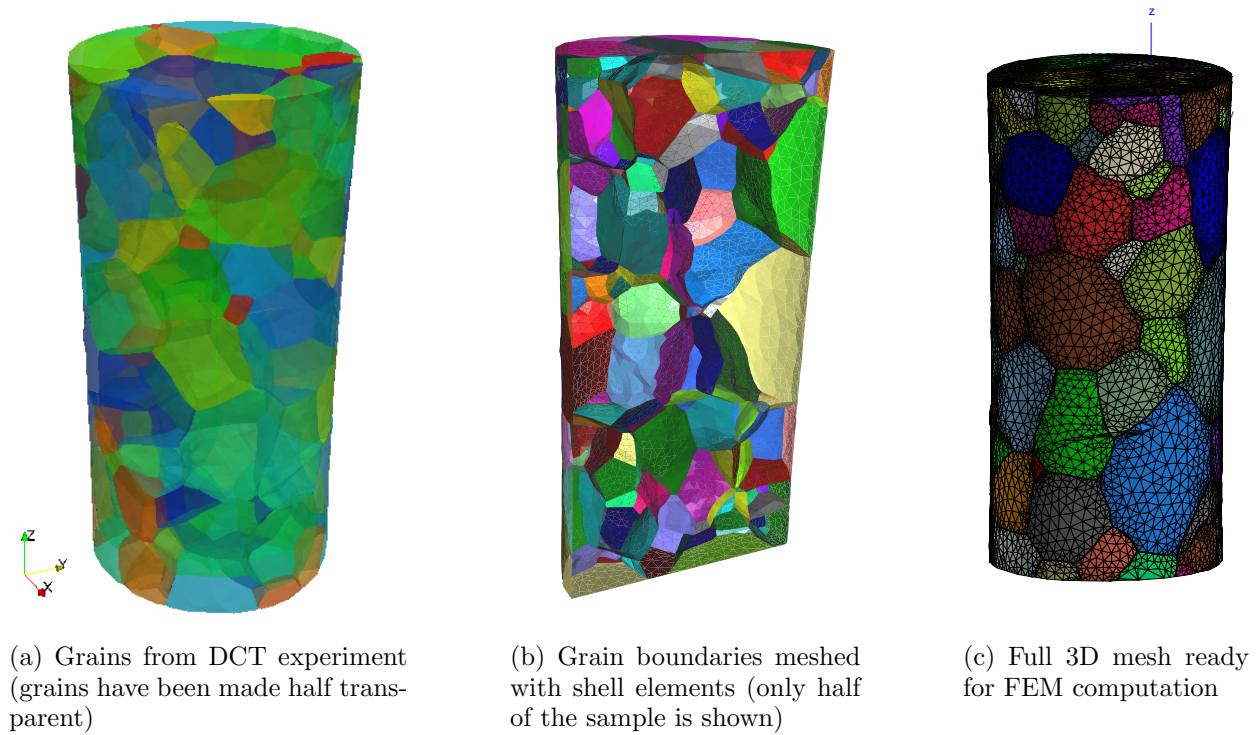 z
Z
Y
X
(a) Grains from DCT experiment
(grains have been made half trans-
parent)
(b) Grain boundaries meshed
with shell elements (only half
of the sample is shown)
(c) Full 3D mesh ready
for FEM computation